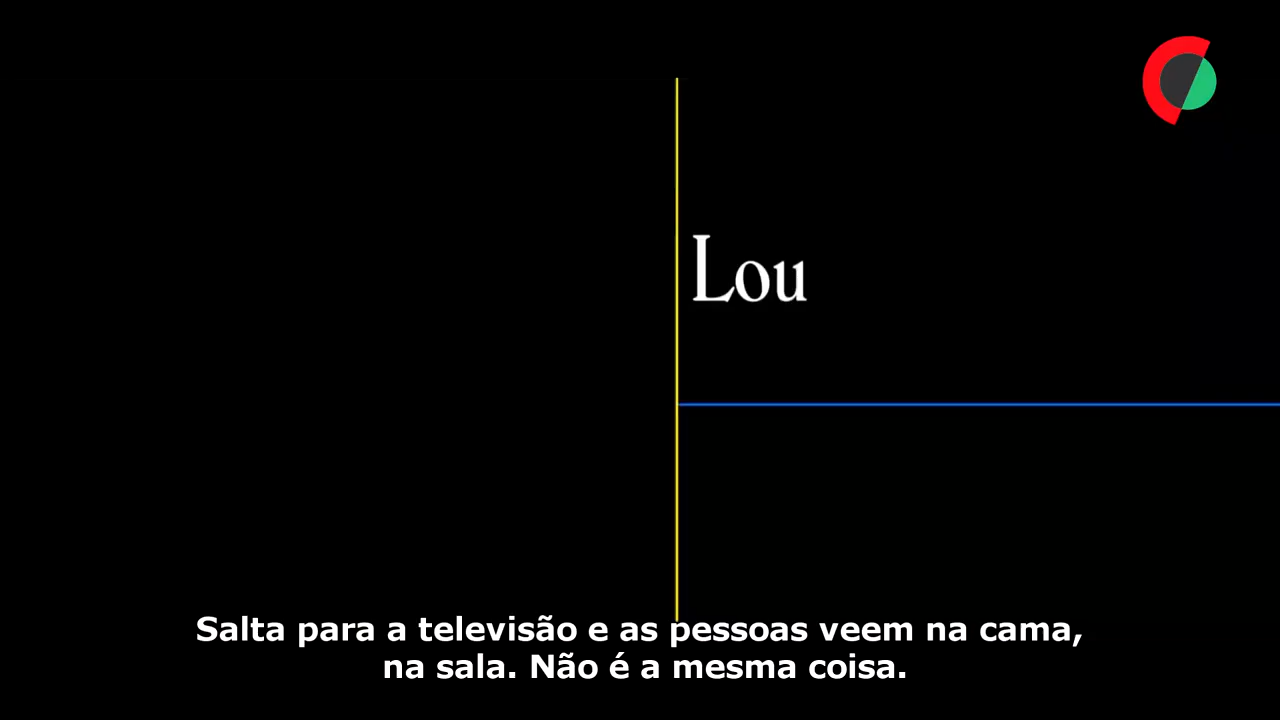 Lou
Salta para a televisão e as pessoas veem na cama,
na sala. Não é a mesma coisa.